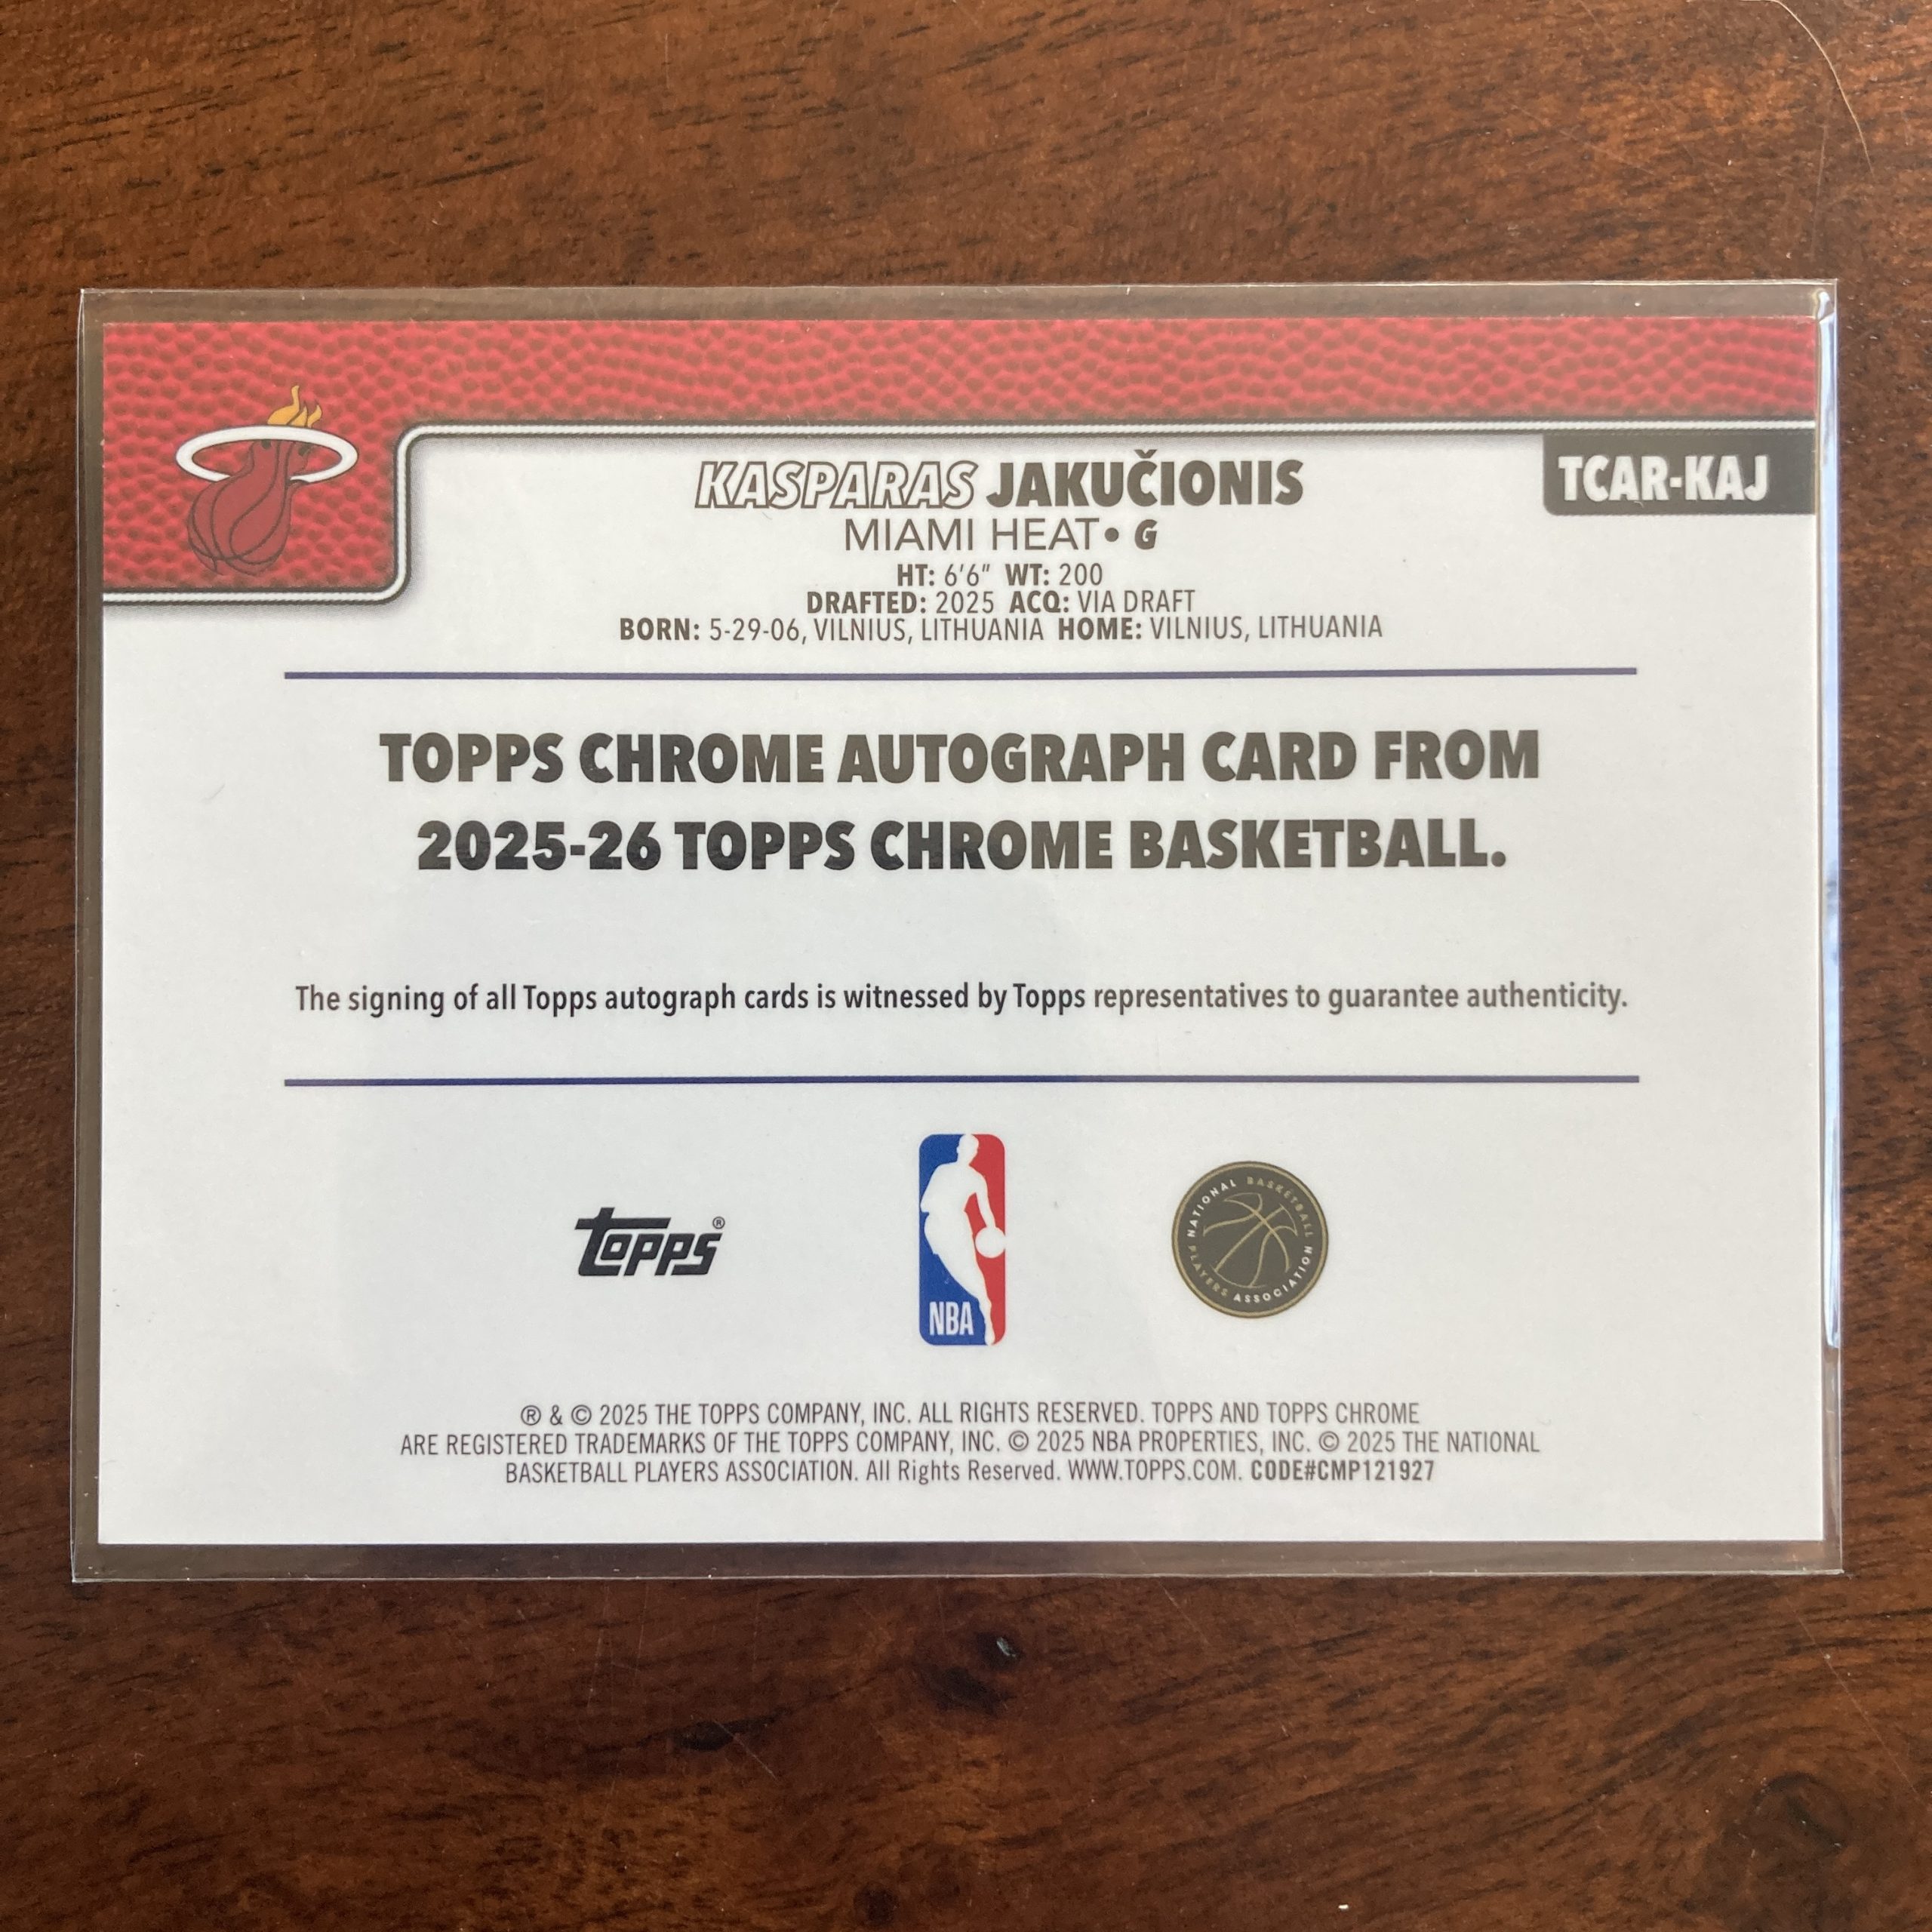 KASPARAS JAKUČIONIS
TCAR-KAJ
MIAMI HEAT • G
HT: 6'6" WT: 200
DRAFTED: 2025 ACQ: VIA DRAFT
BORN: 5-29-06, VILNIUS, LITHUANIA HOME: VILNIUS, LITHUANIA
TOPPS CHROME AUTOGRAPH CARD FROM
2025-26 TOPPS CHROME BASKETBALL.
The signing of all Topps autograph cards is witnessed by Topps representatives to guarantee authenticity.
topps®
NBA
NATIONAL BASKETBALL PLAYERS ASSOCIATION
® & © 2025 THE TOPPS COMPANY, INC. ALL RIGHTS RESERVED. TOPPS AND TOPPS CHROME
ARE REGISTERED TRADEMARKS OF THE TOPPS COMPANY, INC. © 2025 NBA PROPERTIES, INC. © 2025 THE NATIONAL
BASKETBALL PLAYERS ASSOCIATION. All Rights Reserved. WWW.TOPPS.COM. CODE#CMP121927